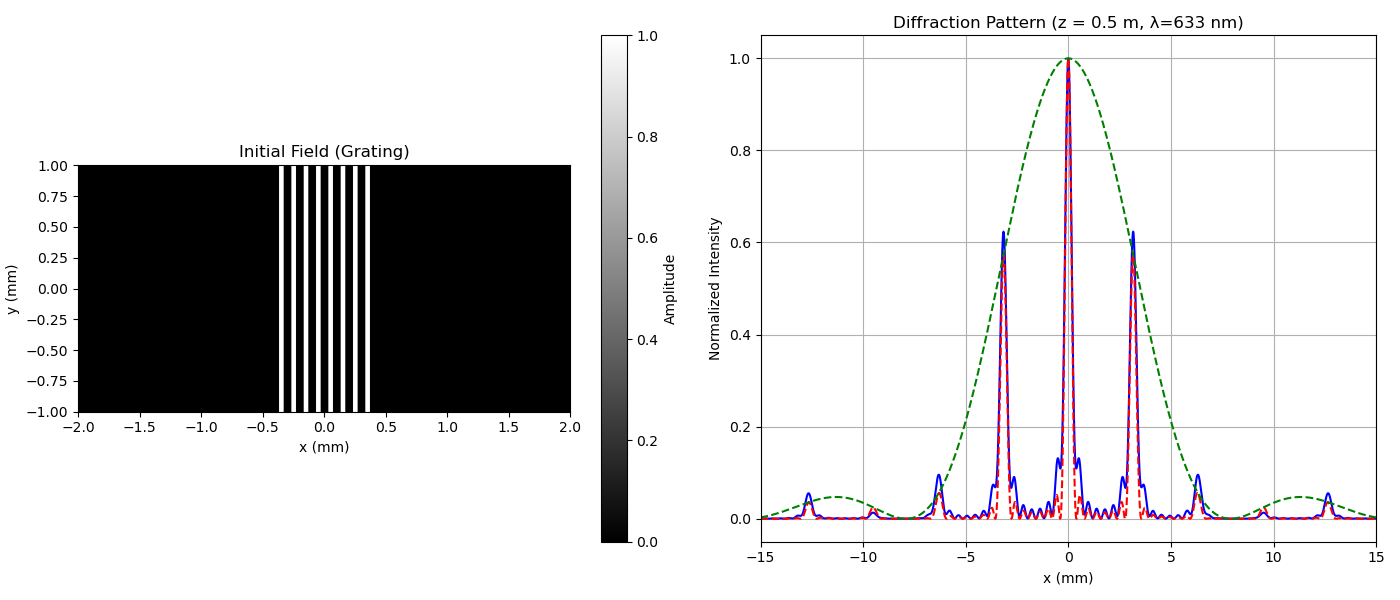 Initial Field (Grating)
1.00
0.75
0.50
0.25
0.00
−0.25
−0.50
−0.75
−1.00
y (mm)
−2.0 −1.5 −1.0 −0.5 0.0 0.5 1.0 1.5 2.0
x (mm)
1.0
0.8
0.6
0.4
0.2
0.0
Amplitude
Diffraction Pattern (z = 0.5 m, λ=633 nm)
1.0
0.8
0.6
0.4
0.2
0.0
Normalized Intensity
−15 −10 −5 0 5 10 15
x (mm)